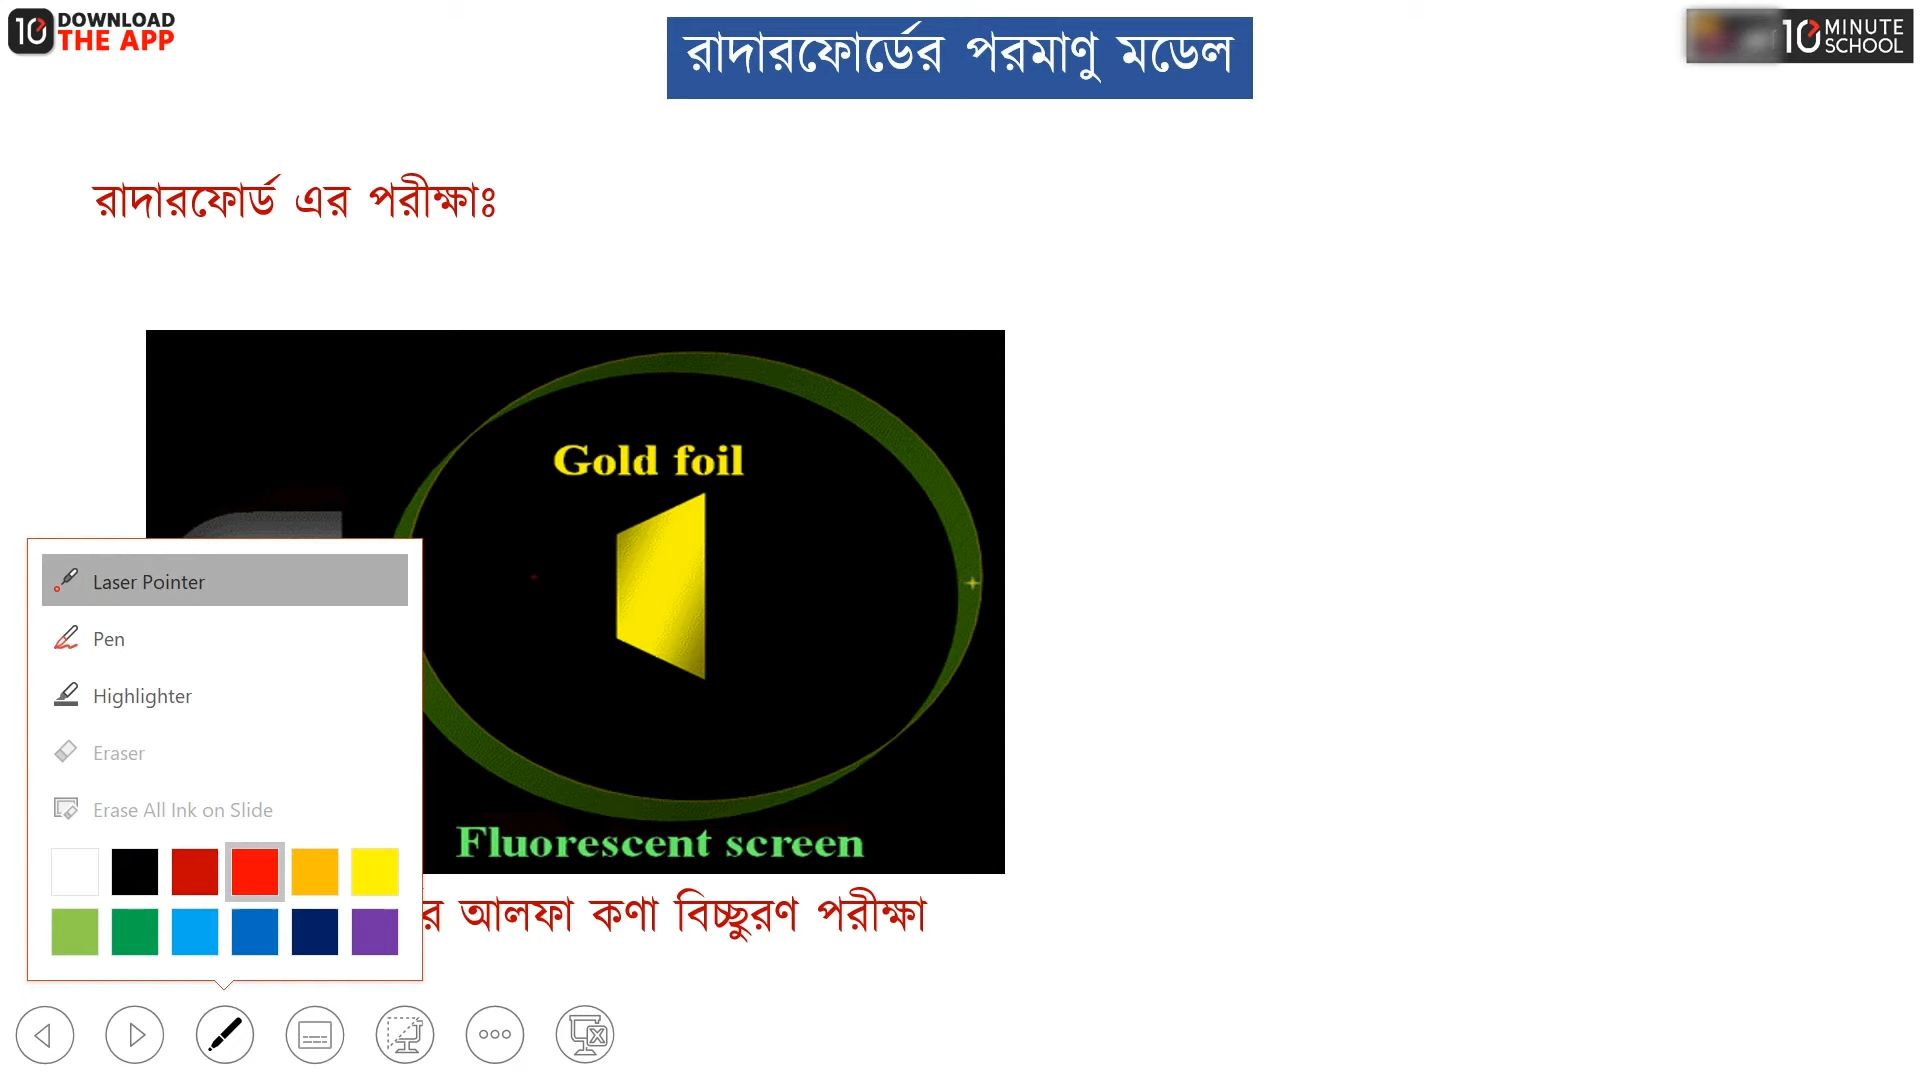 DOWNLOAD
THE APP
রাদারফোর্ডের পরমাণু মডেল
10 MINUTE
SCHOOL
রাদারফোর্ড এর পরীক্ষাঃ
Gold foil
Laser Pointer
Pen
Highlighter
Eraser
Erase All Ink on Slide
Fluorescent screen
র আলফা কণা বিচ্ছুরণ পরীক্ষা